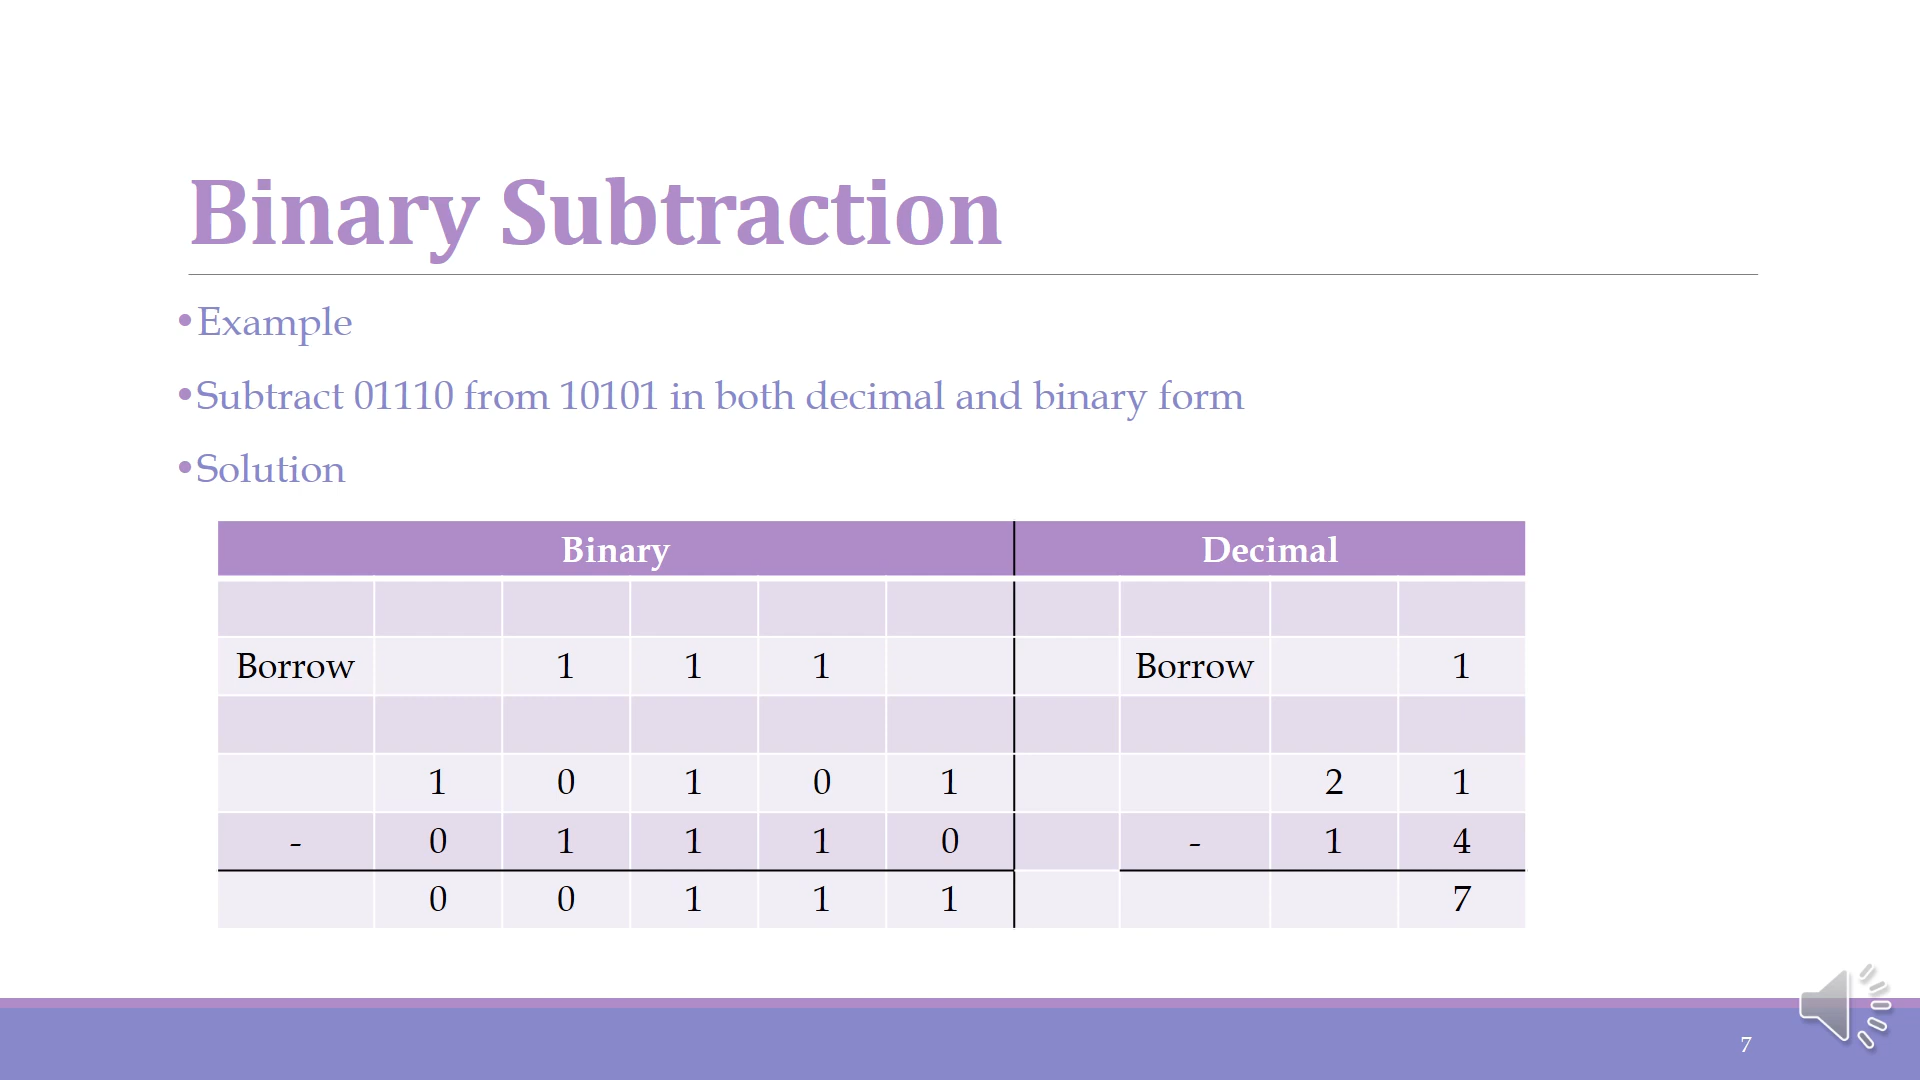 Binary Subtraction
•Example
•Subtract 01110 from 10101 in both decimal and binary form
•Solution
Binary Decimal
Borrow 1 1 1 Borrow 1
1 0 1 0 1 2 1
- 0 1 1 1 0 - 1 4
0 0 1 1 1 7
7